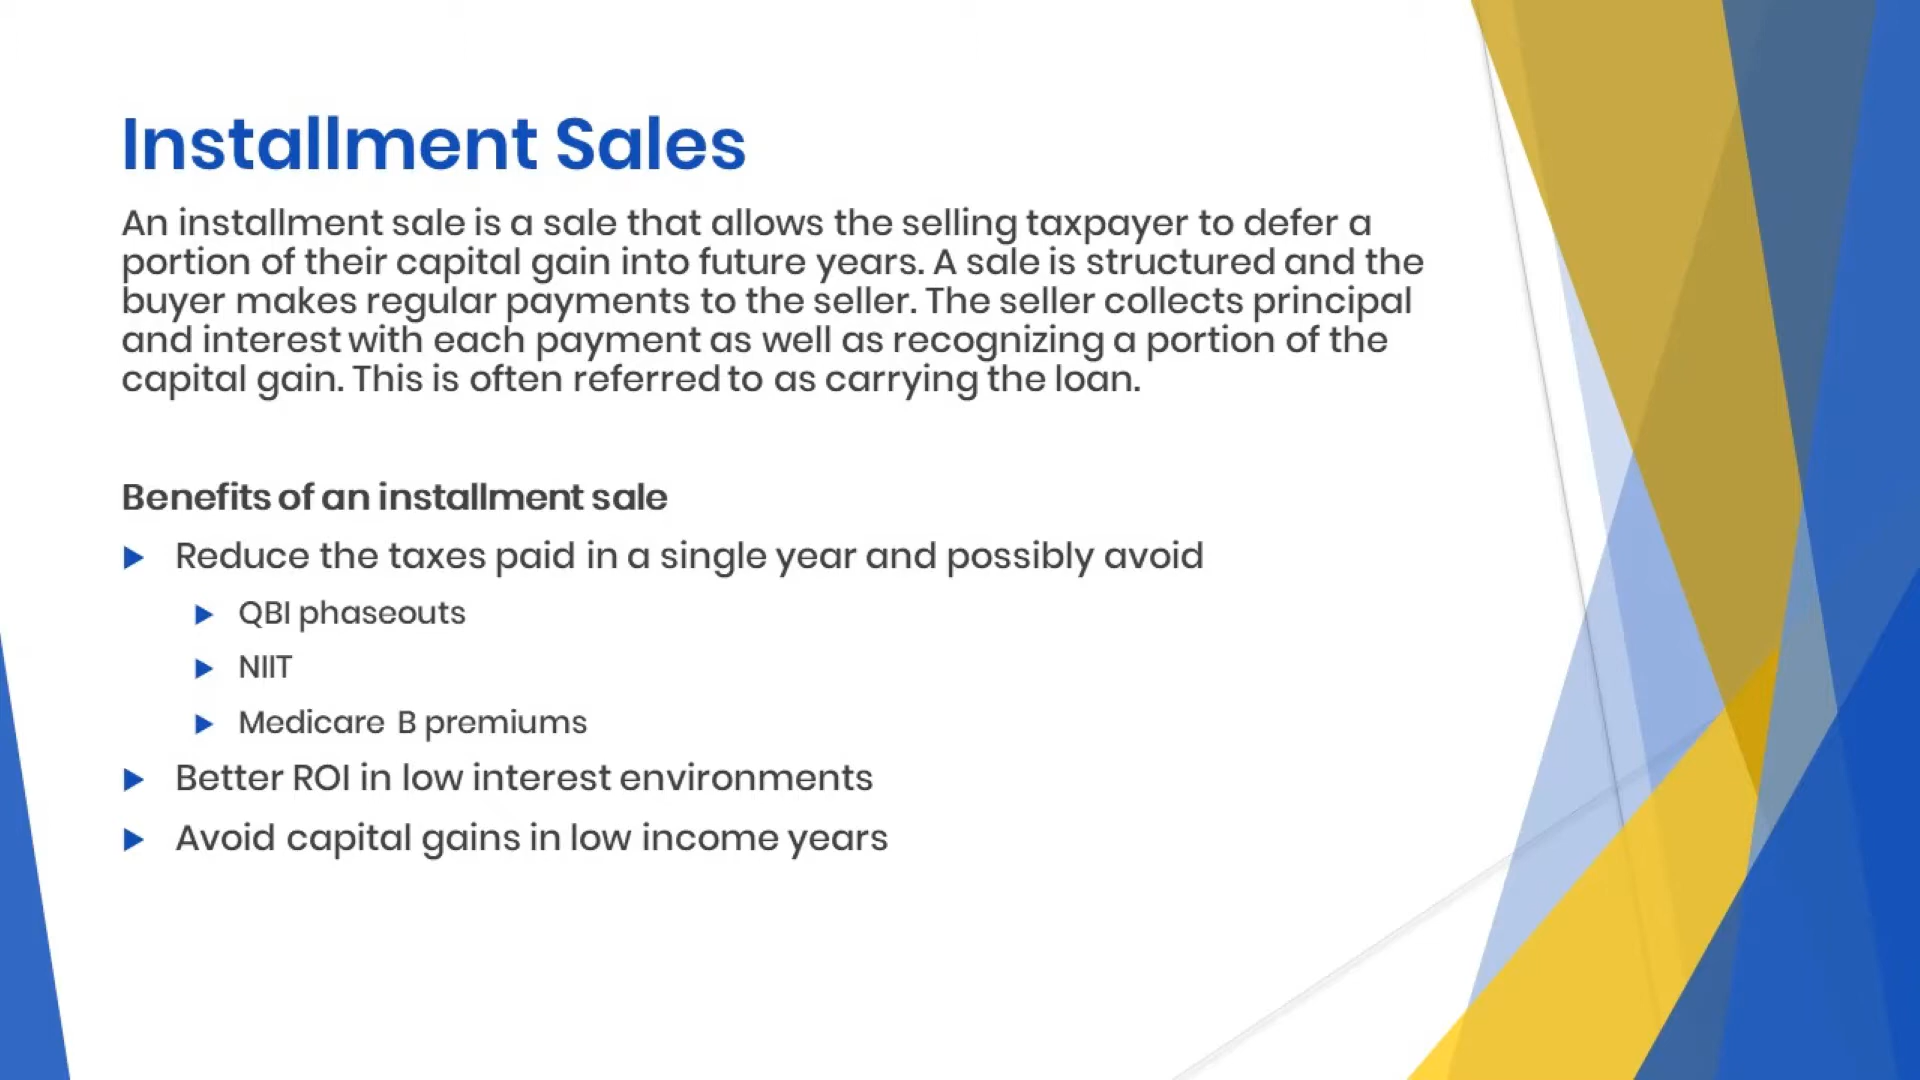 Installment Sales
An installment sale is a sale that allows the selling taxpayer to defer a
portion of their capital gain into future years. A sale is structured and the
buyer makes regular payments to the seller. The seller collects principal
and interest with each payment as well as recognizing a portion of the
capital gain. This is often referred to as carrying the loan.
Benefits of an installment sale
Reduce the taxes paid in a single year and possibly avoid
QBI phaseouts
NIIT
Medicare B premiums
Better ROI in low interest environments
Avoid capital gains in low income years